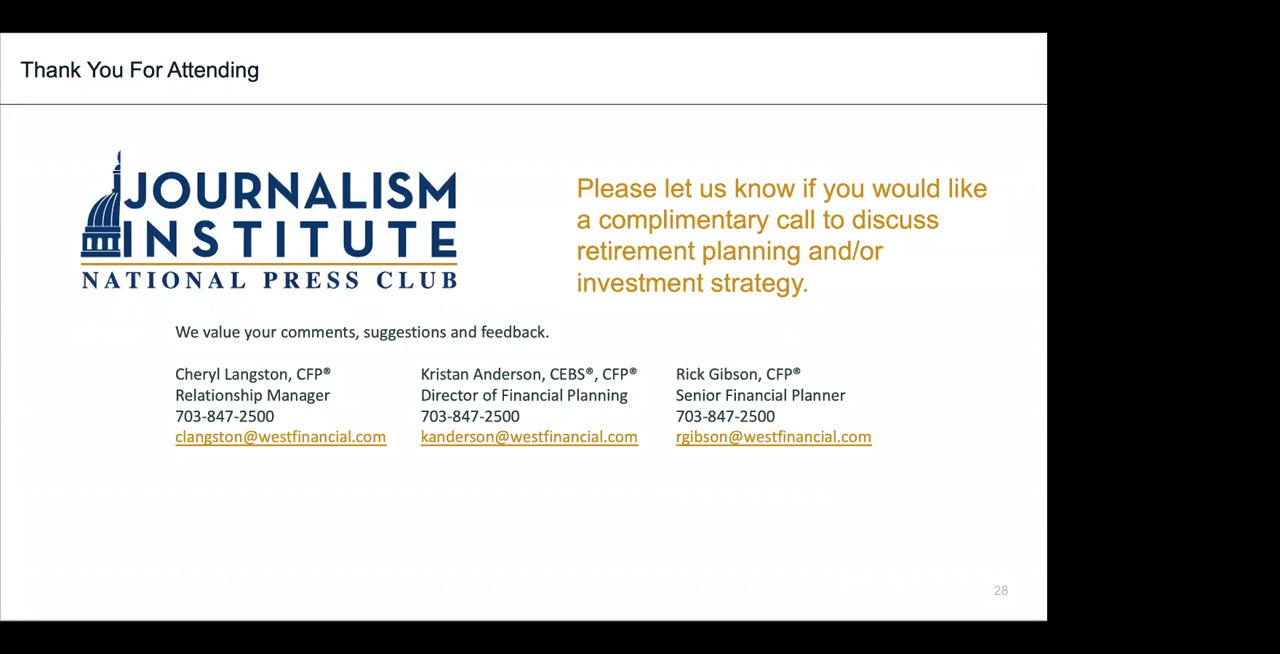 Thank You For Attending
JOURNALISM
INSTITUTE
NATIONAL PRESS CLUB
Please let us know if you would like
a complimentary call to discuss
retirement planning and/or
investment strategy.
We value your comments, suggestions and feedback.
Cheryl Langston, CFP®
Relationship Manager
703-847-2500
clangston@westfinancial.com
Kristan Anderson, CEBS®, CFP®
Director of Financial Planning
703-847-2500
kanderson@westfinancial.com
Rick Gibson, CFP®
Senior Financial Planner
703-847-2500
rgibson@westfinancial.com
28